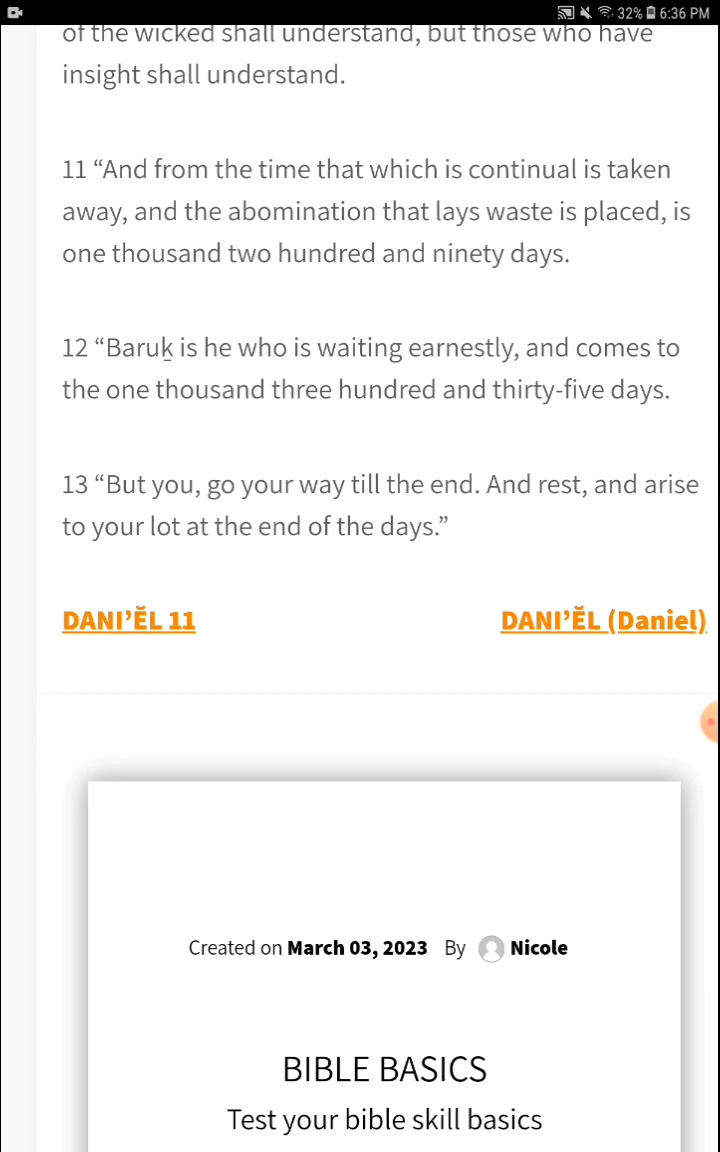 32% 6:36 PM
of the wicked shall understand, but those who have
insight shall understand.
11 “And from the time that which is continual is taken
away, and the abomination that lays waste is placed, is
one thousand two hundred and ninety days.
12 “Baruḵ is he who is waiting earnestly, and comes to
the one thousand three hundred and thirty-five days.
13 “But you, go your way till the end. And rest, and arise
to your lot at the end of the days.”
DANI’ĔL 11 DANI’ĔL (Daniel)
Created on March 03, 2023 By Nicole
BIBLE BASICS
Test your bible skill basics